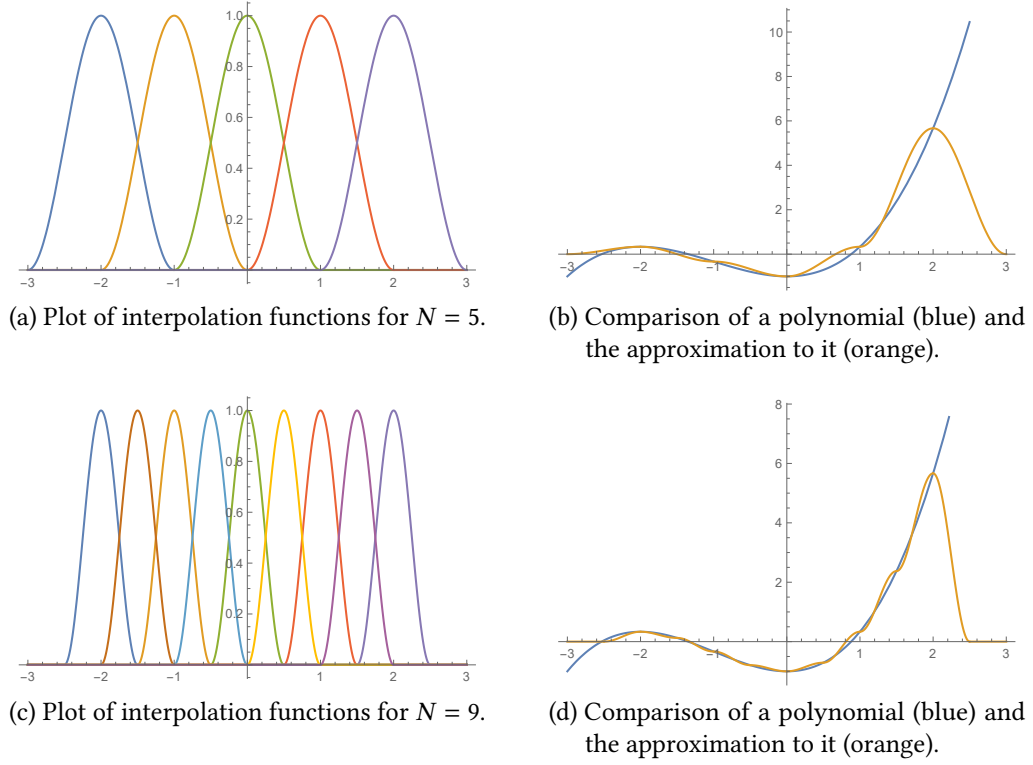 1.0
0.8
0.6
0.4
0.2
−3 −2 −1 1 2 3
(a) Plot of interpolation functions for N = 5.
10
8
6
4
2
−3 −2 −1 0 1 2 3
(b) Comparison of a polynomial (blue) and
the approximation to it (orange).
1.0
0.8
0.6
0.4
0.2
−3 −2 −1 0 1 2 3
(c) Plot of interpolation functions for N = 9.
8
6
4
2
−3 −2 −1 0 1 2 3
(d) Comparison of a polynomial (blue) and
the approximation to it (orange).